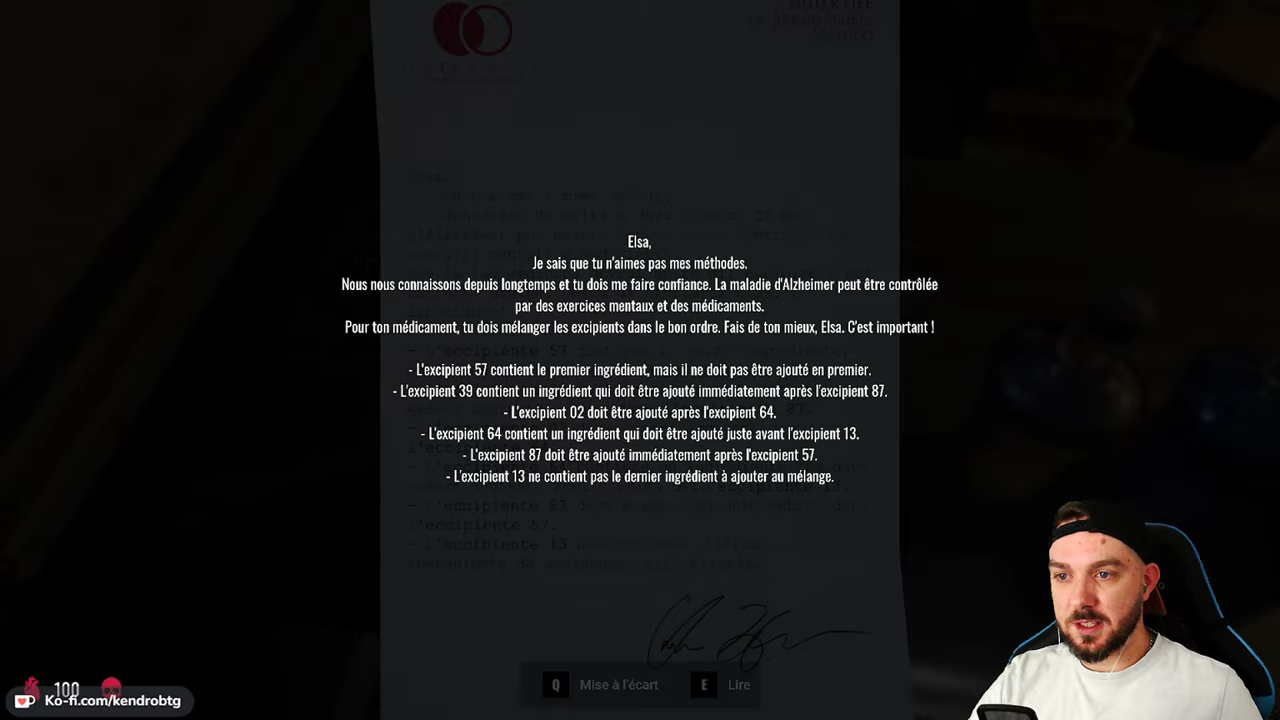 Elsa,
Je sais que tu n'aimes pas mes méthodes.
Nous nous connaissons depuis longtemps et tu dois me faire confiance. La maladie d'Alzheimer peut être contrôlée
par des exercices mentaux et des médicaments.
Pour ton médicament, tu dois mélanger les excipients dans le bon ordre. Fais de ton mieux, Elsa. C'est important !
- L'excipient 57 contient le premier ingrédient, mais il ne doit pas être ajouté en premier.
- L'excipient 39 contient un ingrédient qui doit être ajouté immédiatement après l'excipient 87.
- L'excipient 02 doit être ajouté après l'excipient 64.
- L'excipient 64 contient un ingrédient qui doit être ajouté juste avant l'excipient 13.
- L'excipient 87 doit être ajouté immédiatement après l'excipient 57.
- L'excipient 13 ne contient pas le dernier ingrédient à ajouter au mélange.
Q Mise à l'écart E Lire
100
Ko-fi.com/kendrobtg